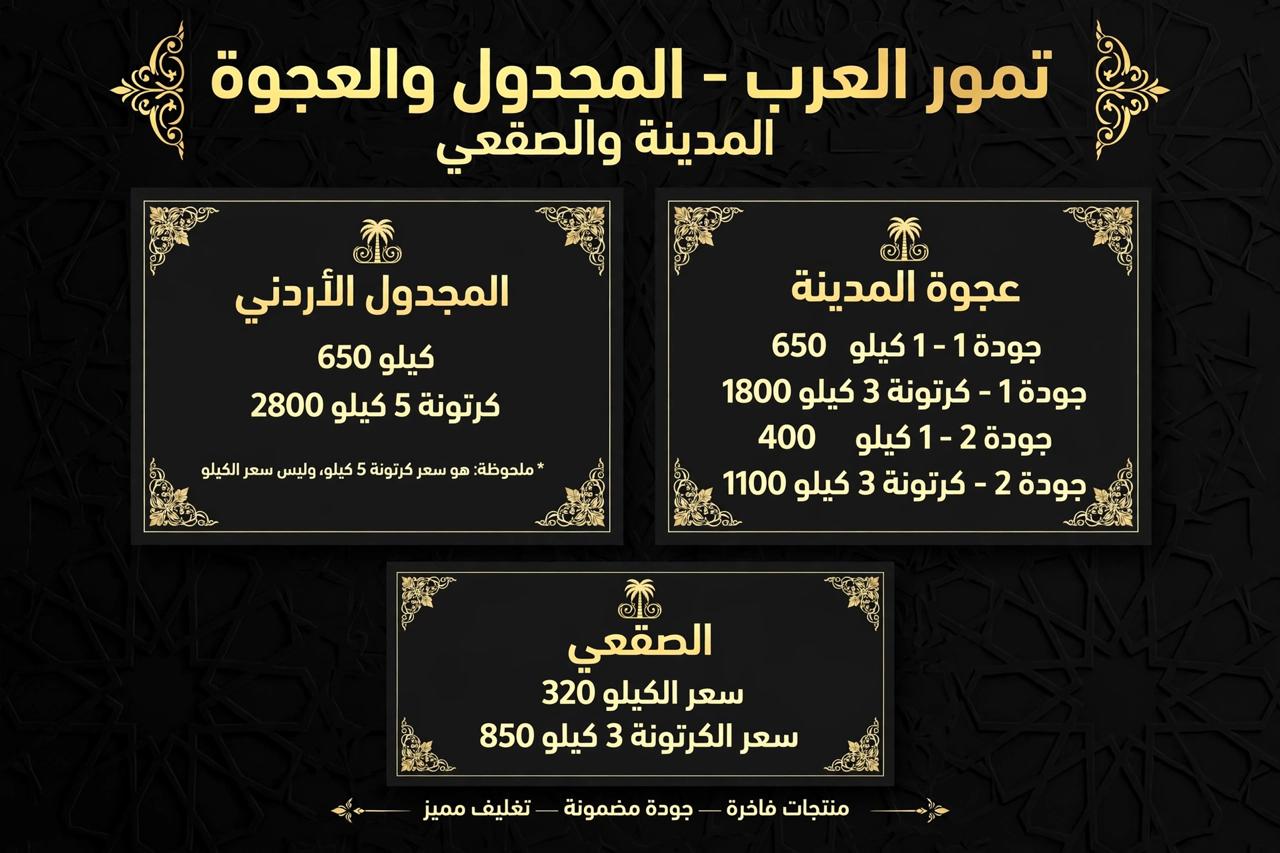 تمور العرب - المجدول والعجوة
المدينة والصقعي
عجوة المدينة
جودة 1 - 1 كيلو 650
جودة 1 - كرتونة 3 كيلو 1800
جودة 2 - 1 كيلو 400
جودة 2 - كرتونة 3 كيلو 1100
المجدول الأردني
كيلو 650
كرتونة 5 كيلو 2800
* ملحوظة: هو سعر كرتونة 5 كيلو، وليس سعر الكيلو
الصقعي
سعر الكيلو 320
سعر الكرتونة 3 كيلو 850
منتجات فاخرة — جودة مضمونة — تغليف مميز